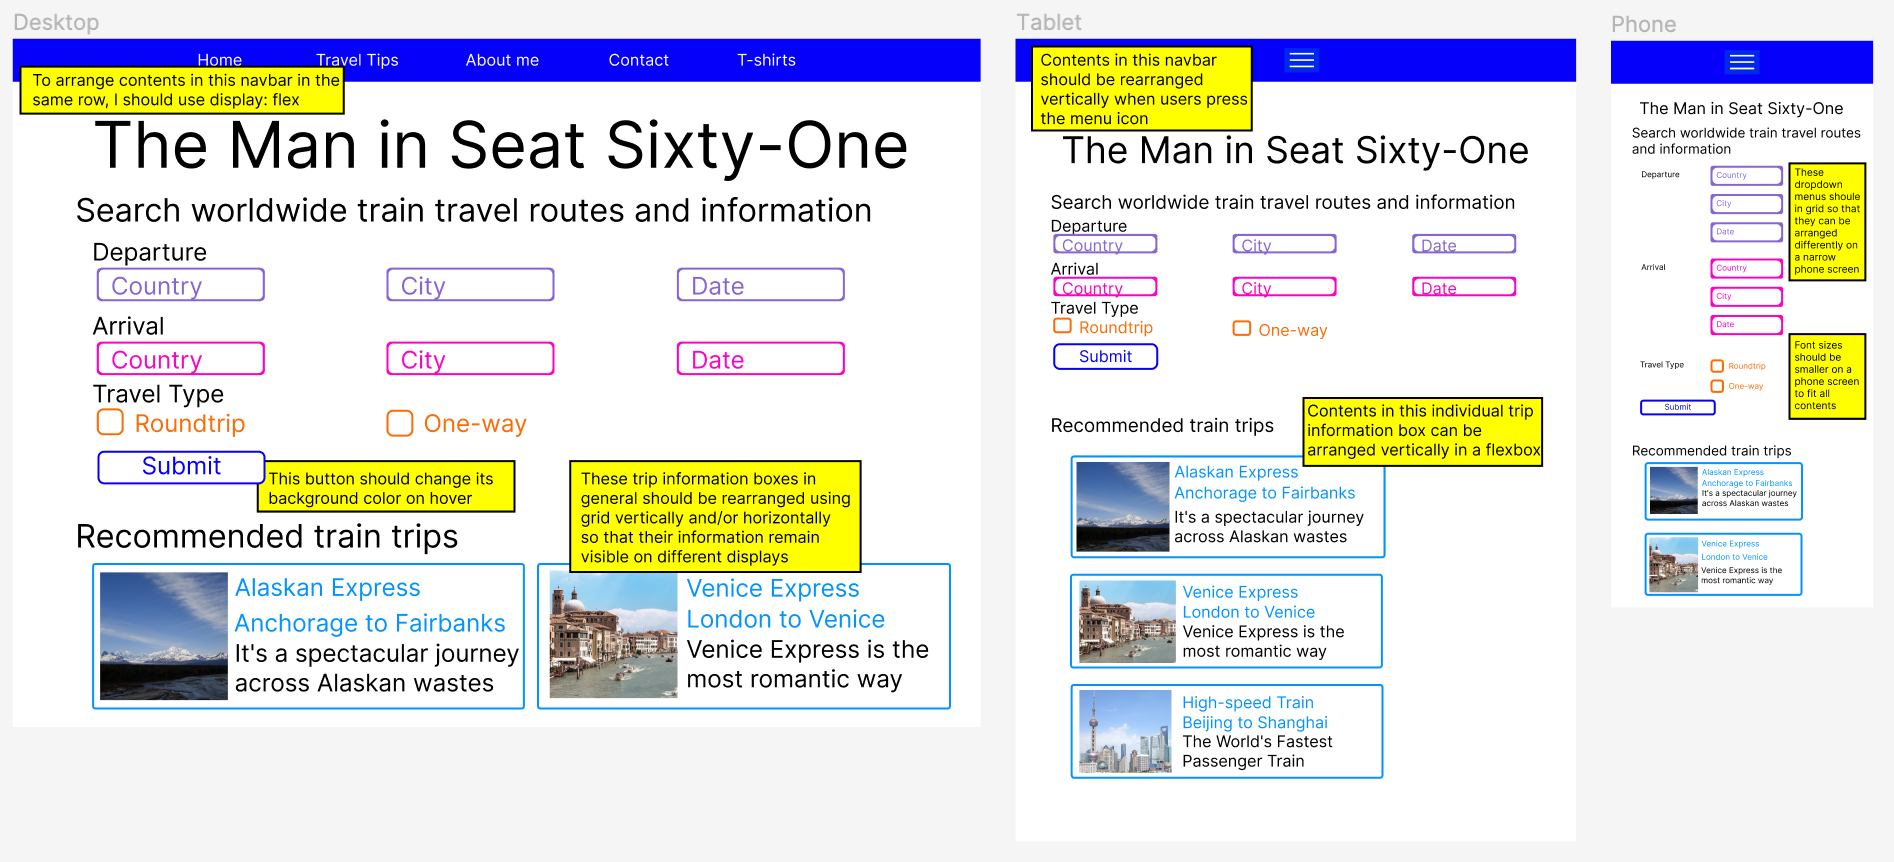 Desktop
Home Travel Tips About me Contact T-shirts
To arrange contents in this navbar in the
same row, I should use display: flex
The Man in Seat Sixty-One
Search worldwide train travel routes and information
Departure
Country City Date
Arrival
Country City Date
Travel Type
Roundtrip One-way
Submit
This button should change its
background color on hover
These trip information boxes in
general should be rearranged using
grid vertically and/or horizontally
so that their information remain
visible on different displays
Recommended train trips
Alaskan Express
Anchorage to Fairbanks
It's a spectacular journey
across Alaskan wastes
Venice Express
London to Venice
Venice Express is the
most romantic way
Tablet
Contents in this navbar
should be rearranged
vertically when users press
the menu icon
The Man in Seat Sixty-One
Search worldwide train travel routes and information
Departure
Country City Date
Arrival
Country City Date
Travel Type
Roundtrip One-way
Submit
Recommended train trips
Contents in this individual trip
information box can be
arranged vertically in a flexbox
Alaskan Express
Anchorage to Fairbanks
It's a spectacular journey
across Alaskan wastes
Venice Express
London to Venice
Venice Express is the
most romantic way
High-speed Train
Beijing to Shanghai
The World's Fastest
Passenger Train
Phone
The Man in Seat Sixty-One
Search worldwide train travel routes
and information
Departure
Country
City
Date
These
dropdown
menus shoule
in grid so that
they can be
arranged
differently on
a narrow
phone screen
Arrival
Country
City
Date
Font sizes
should be
smaller on a
phone screen
to fit all
contents
Travel Type
Roundtrip
One-way
Submit
Recommended train trips
Alaskan Express
Anchorage to Fairbanks
It's a spectacular journey
across Alaskan wastes
Venice Express
London to Venice
Venice Express is the
most romantic way